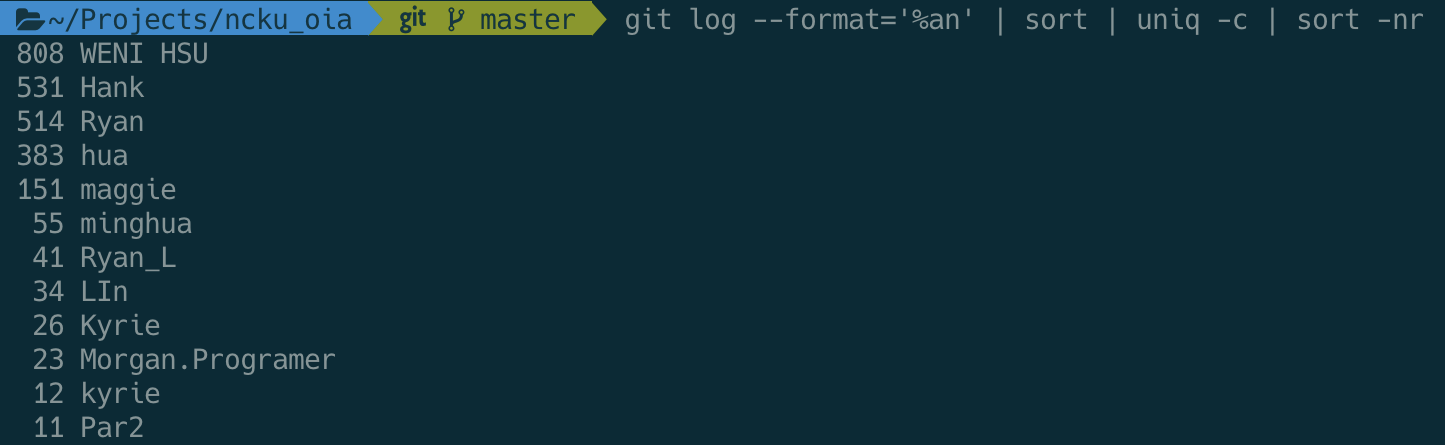 ~/Projects/ncku_oia git master git log --format='%an' | sort | uniq -c | sort -nr
808 WENI HSU
531 Hank
514 Ryan
383 hua
151 maggie
55 minghua
41 Ryan_L
34 LIn
26 Kyrie
23 Morgan.Programer
12 kyrie
11 Par2